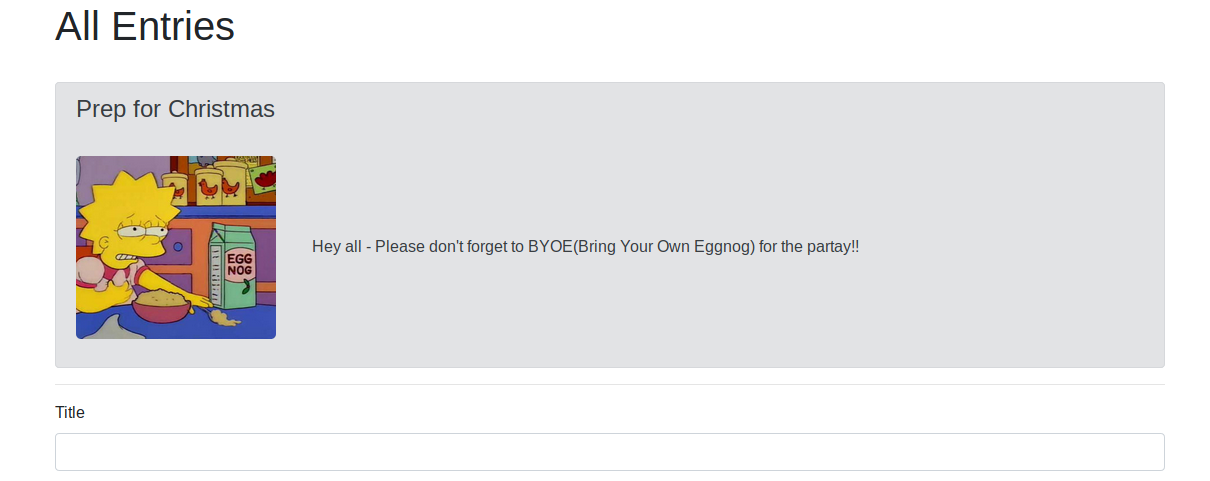 All Entries
Prep for Christmas
EGG
NOG
Hey all - Please don't forget to BYOE(Bring Your Own Eggnog) for the partay!!
Title